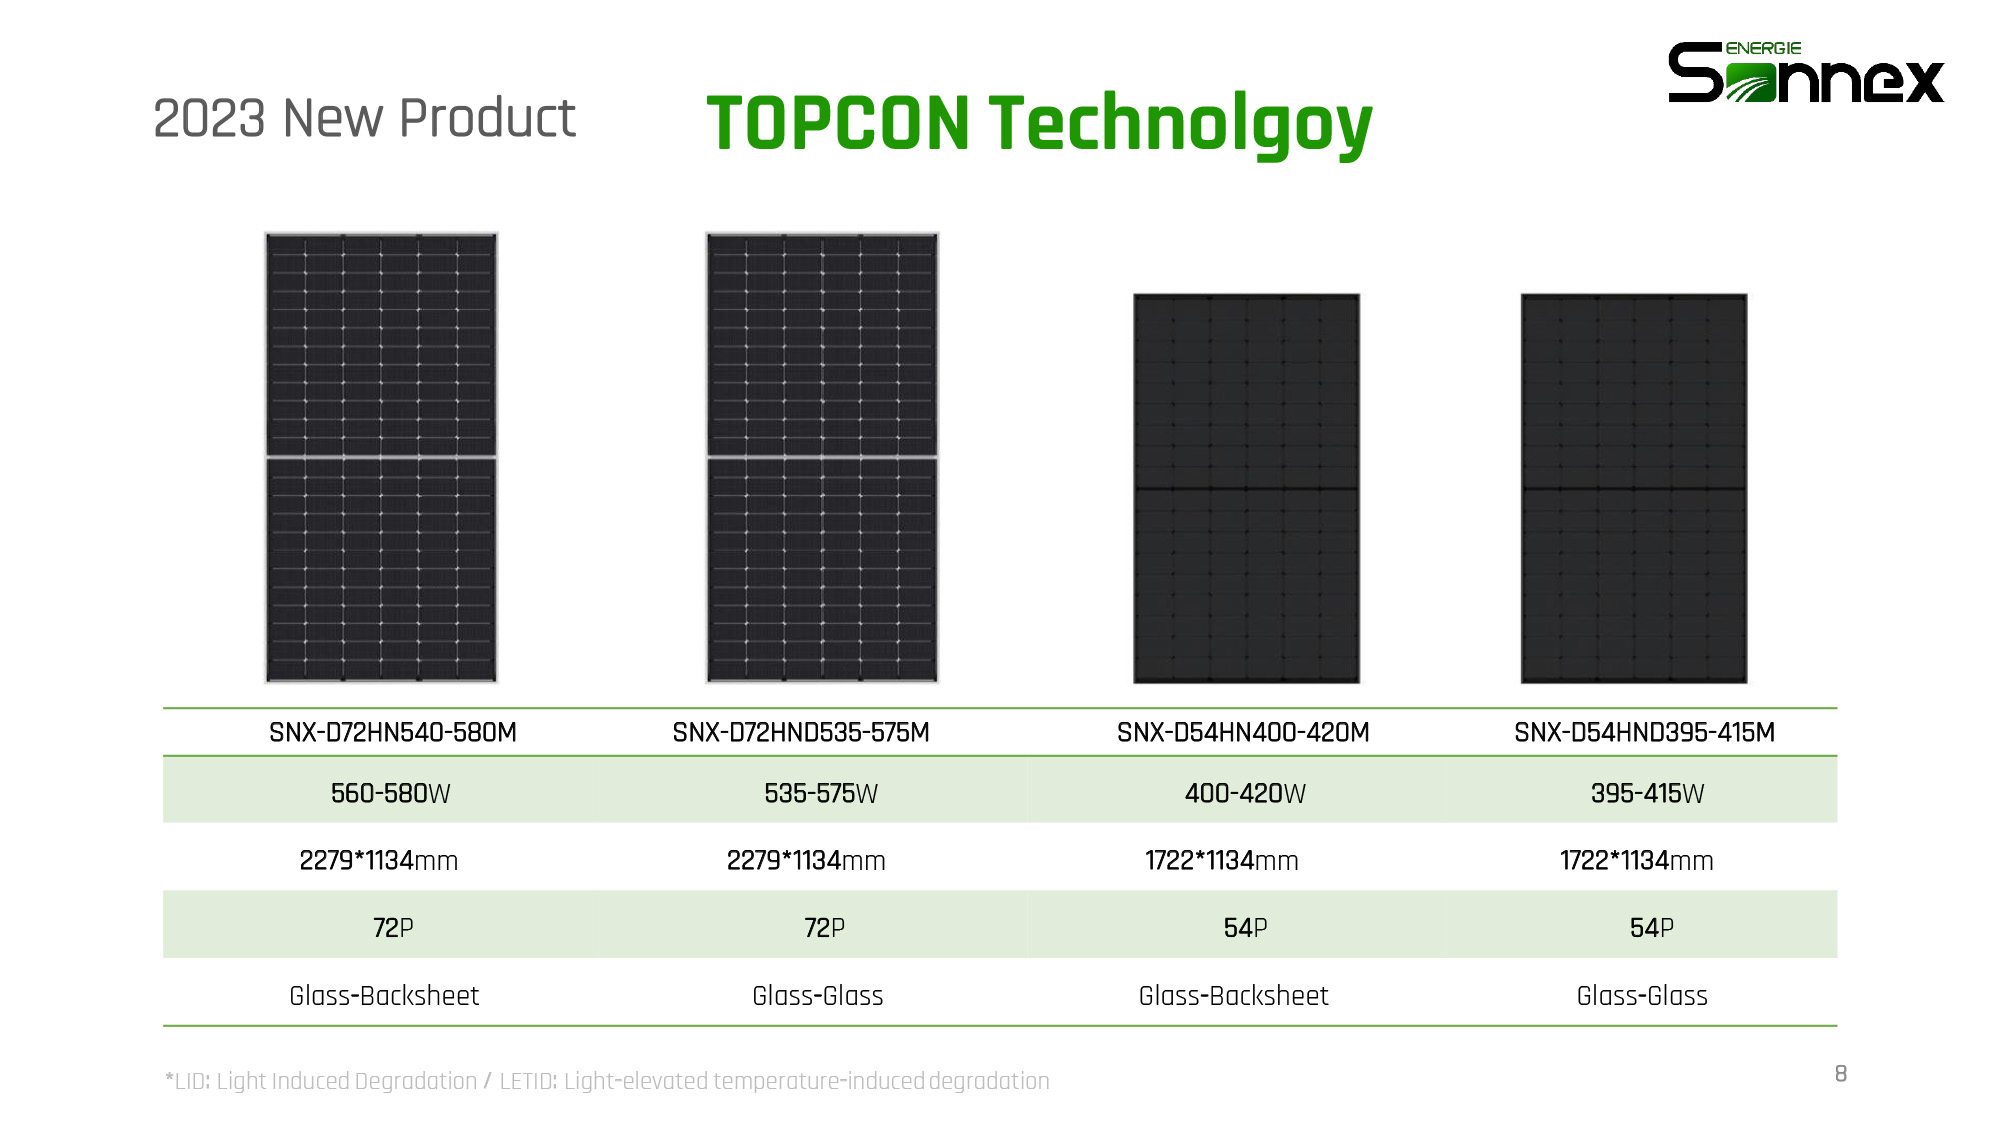 ENERGIE
Sonnex
2023 New Product
TOPCON Technolgoy
SNX-D72HN540-580M SNX-D72HND535-575M SNX-D54HN400-420M SNX-D54HND395-415M
560-580W 535-575W 400-420W 395-415W
2279*1134mm 2279*1134mm 1722*1134mm 1722*1134mm
72P 72P 54P 54P
Glass-Backsheet Glass-Glass Glass-Backsheet Glass-Glass
*LID: Light Induced Degradation / LETID: Light-elevated temperature-induced degradation
8